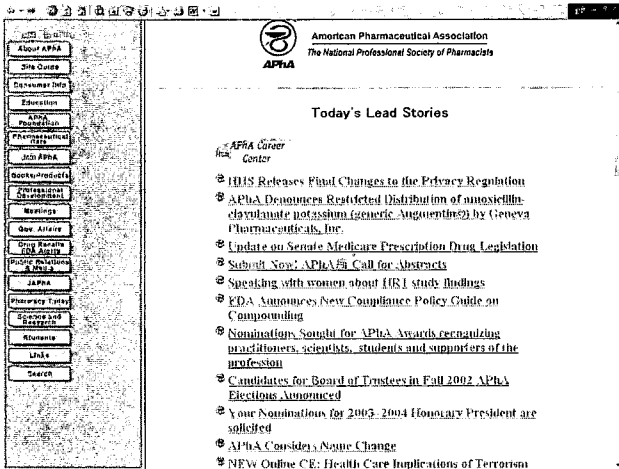 American Pharmaceutical Association
The National Professional Society of Pharmacists
APhA
About APhA
Site Guide
Consumer Info
Education
APhA
Foundation
Pharmaceutical
Care
Join APhA
Books/Products
Professional
Development
Meetings
Gov. Affairs
Drug Recalls
FDA Alerts
Public Relations
& Media
JAPhA
Pharmacy Today
Science and
Research
Students
Links
Search
Today's Lead Stories
APhA Career
Center
HHS Releases Final Changes to the Privacy Regulation
APhA Denounces Restricted Distribution of amoxicillin-
clavulanate potassium (generic Augmentin®) by Geneva
Pharmaceuticals, Inc.
Update on Senate Medicare Prescription Drug Legislation
Submit Now! APhA Call for Abstracts
Speaking with women about HRT study findings
FDA Announces New Compliance Policy Guide on
Compounding
Nominations Sought for APhA Awards recognizing
practitioners, scientists, students and supporters of the
profession
Candidates for Board of Trustees in Fall 2002 APhA
Elections Announced
Your Nominations for 2003-2004 Honorary President are
solicited
APhA Considers Name Change
NEW Online CE: Health Care Implications of Terrorism